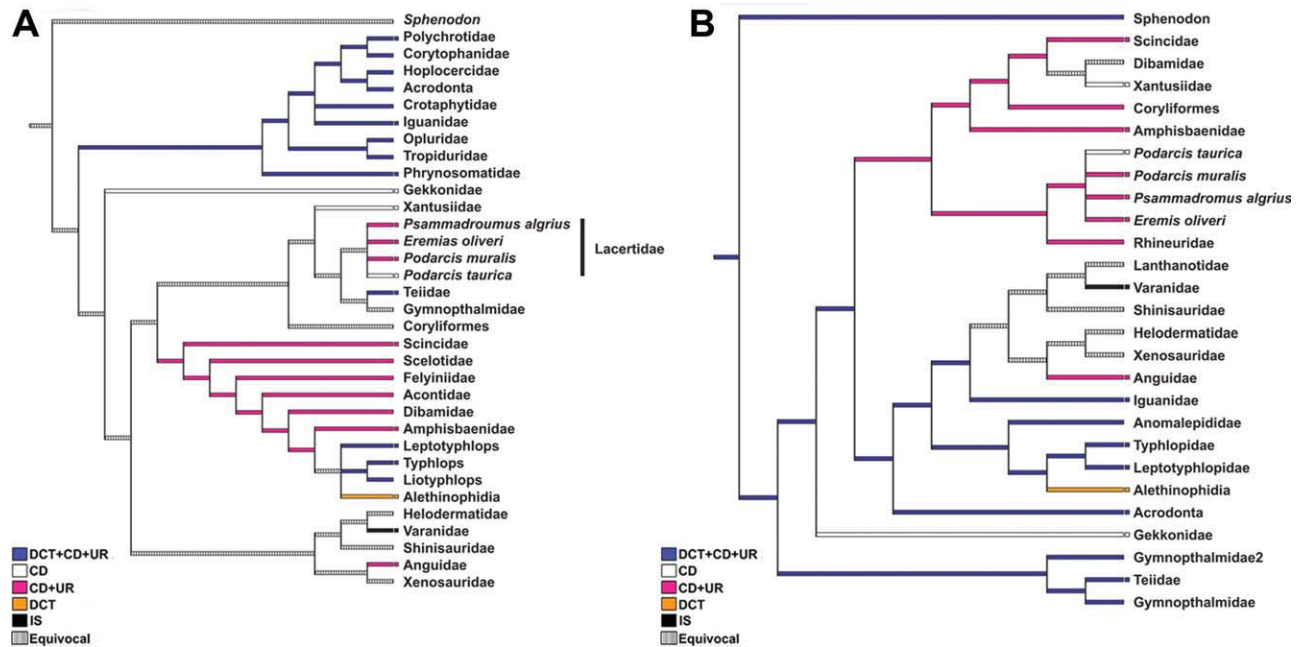 A
Sphenodon
Polychrotidae
Corytophanidae
Hoplocercidae
Acrodonta
Crotaphytidae
Iguanidae
Opluridae
Tropiduridae
Phrynosomatidae
Gekkonidae
Xantusiidae
Psammadroumus algrius
Eremias oliveri
Podarcis muralis
Podarcis taurica
Lacertidae
Teiidae
Gymnopthalmidae
Coryliformes
Scincidae
Scelotidae
Felyiniidae
Acontidae
Dibamidae
Amphisbaenidae
Leptotyphlops
Typhlops
Liotyphlops
Alethinophidia
Helodermatidae
Varanidae
Shinisauridae
Anguidae
Xenosauridae
DCT+CD+UR
CD
CD+UR
DCT
IS
Equivocal
B
Sphenodon
Scincidae
Dibamidae
Xantusiidae
Coryliformes
Amphisbaenidae
Podarcis taurica
Podarcis muralis
Psammadromus algrius
Eremis oliveri
Rhineuridae
Lanthanotidae
Varanidae
Shinisauridae
Helodermatidae
Xenosauridae
Anguidae
Iguanidae
Anomalepididae
Typhlopidae
Leptotyphlopidae
Alethinophidia
Acrodonta
Gekkonidae
Gymnopthalmidae2
Teiidae
Gymnopthalmidae
DCT+CD+UR
CD
CD+UR
DCT
IS
Equivocal